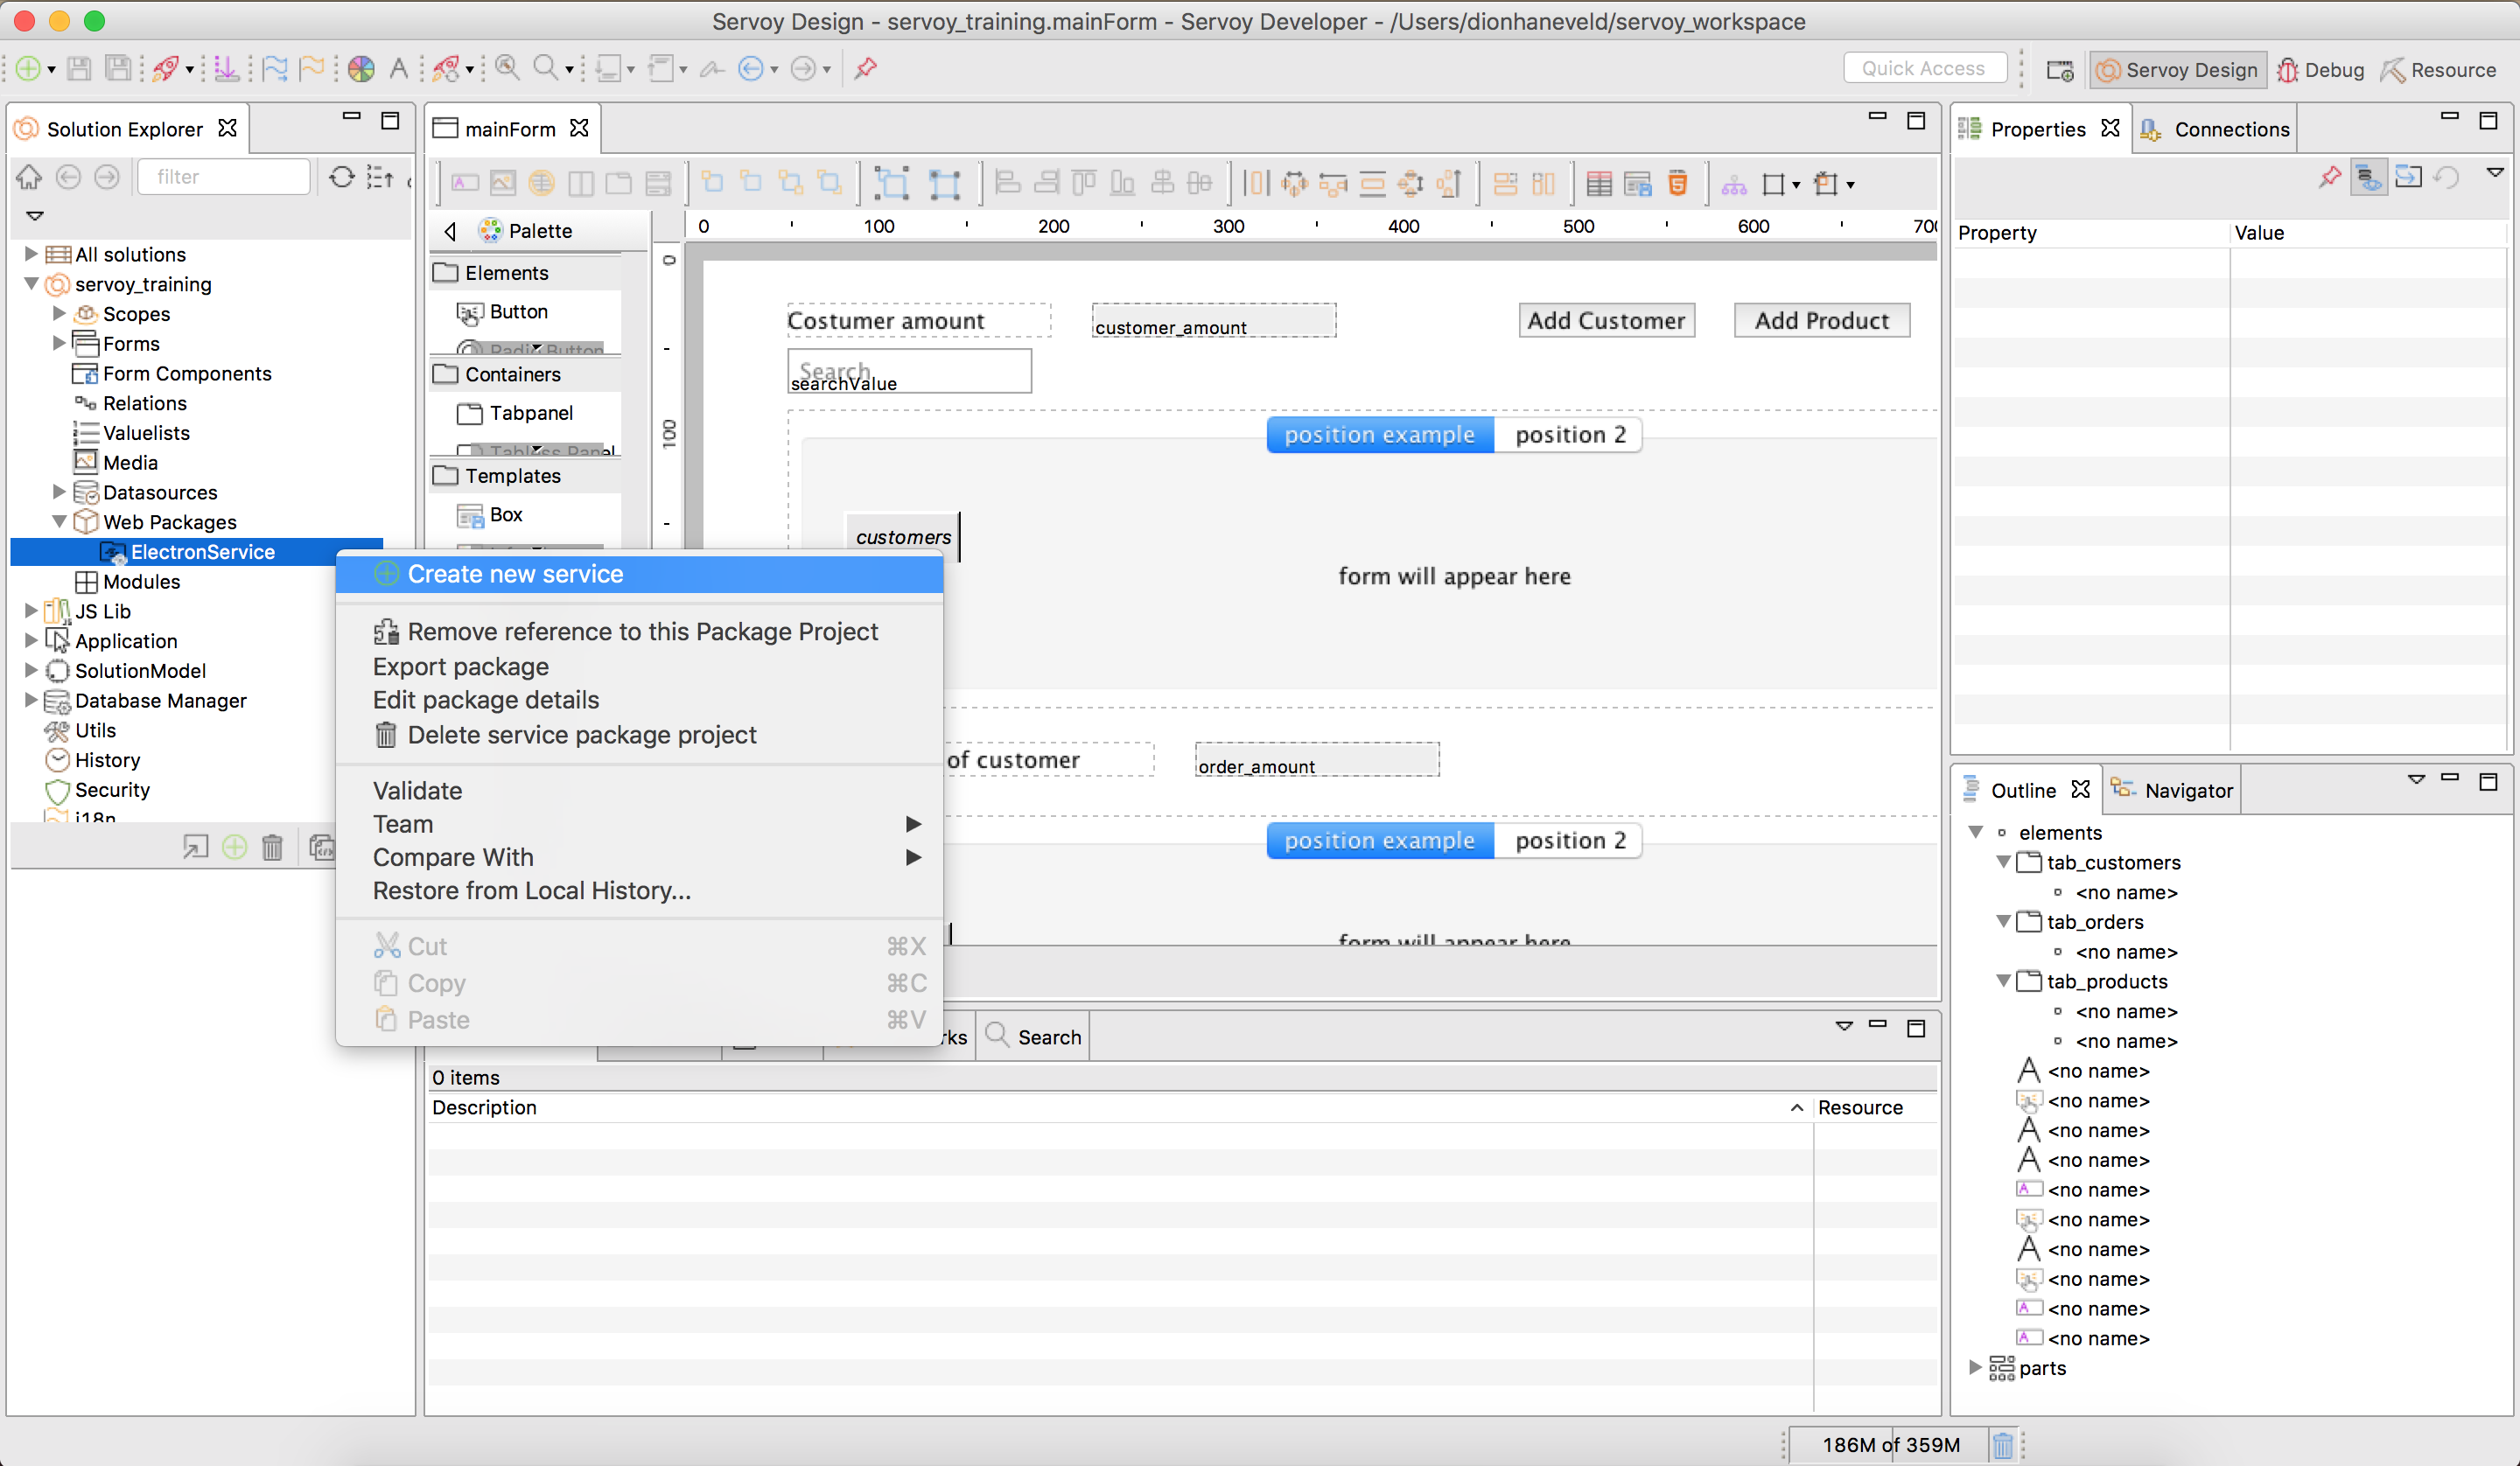 Servoy Design - servoy_training.mainForm - Servoy Developer - /Users/dionhaneveld/servoy_workspace
Quick Access
Servoy Design
Debug
Resource
Solution Explorer
filter
All solutions
servoy_training
Scopes
Forms
Form Components
Relations
Valuelists
Media
Datasources
Web Packages
ElectronService
Modules
JS Lib
Application
SolutionModel
Database Manager
Utils
History
Security
i18n
Create new service
Remove reference to this Package Project
Export package
Edit package details
Delete service package project
Validate
Team
Compare With
Restore from Local History...
Cut ⌘X
Copy ⌘C
Paste ⌘V
mainForm
Palette
Elements
Button
Radio Button
Containers
Tabpanel
Tabless Panel
Templates
Box
0 100 200 300 400 500 600 700
0
100
Costumer amount
customer_amount
Add Customer
Add Product
Search
searchValue
position example position 2
customers
form will appear here
of customer
order_amount
position example position 2
form will appear here
rks
Search
0 items
Description Resource
Properties
Connections
Property Value
Outline
Navigator
elements
tab_customers
<no name>
tab_orders
<no name>
tab_products
<no name>
<no name>
<no name>
<no name>
<no name>
<no name>
<no name>
<no name>
<no name>
<no name>
<no name>
<no name>
parts
186M of 359M